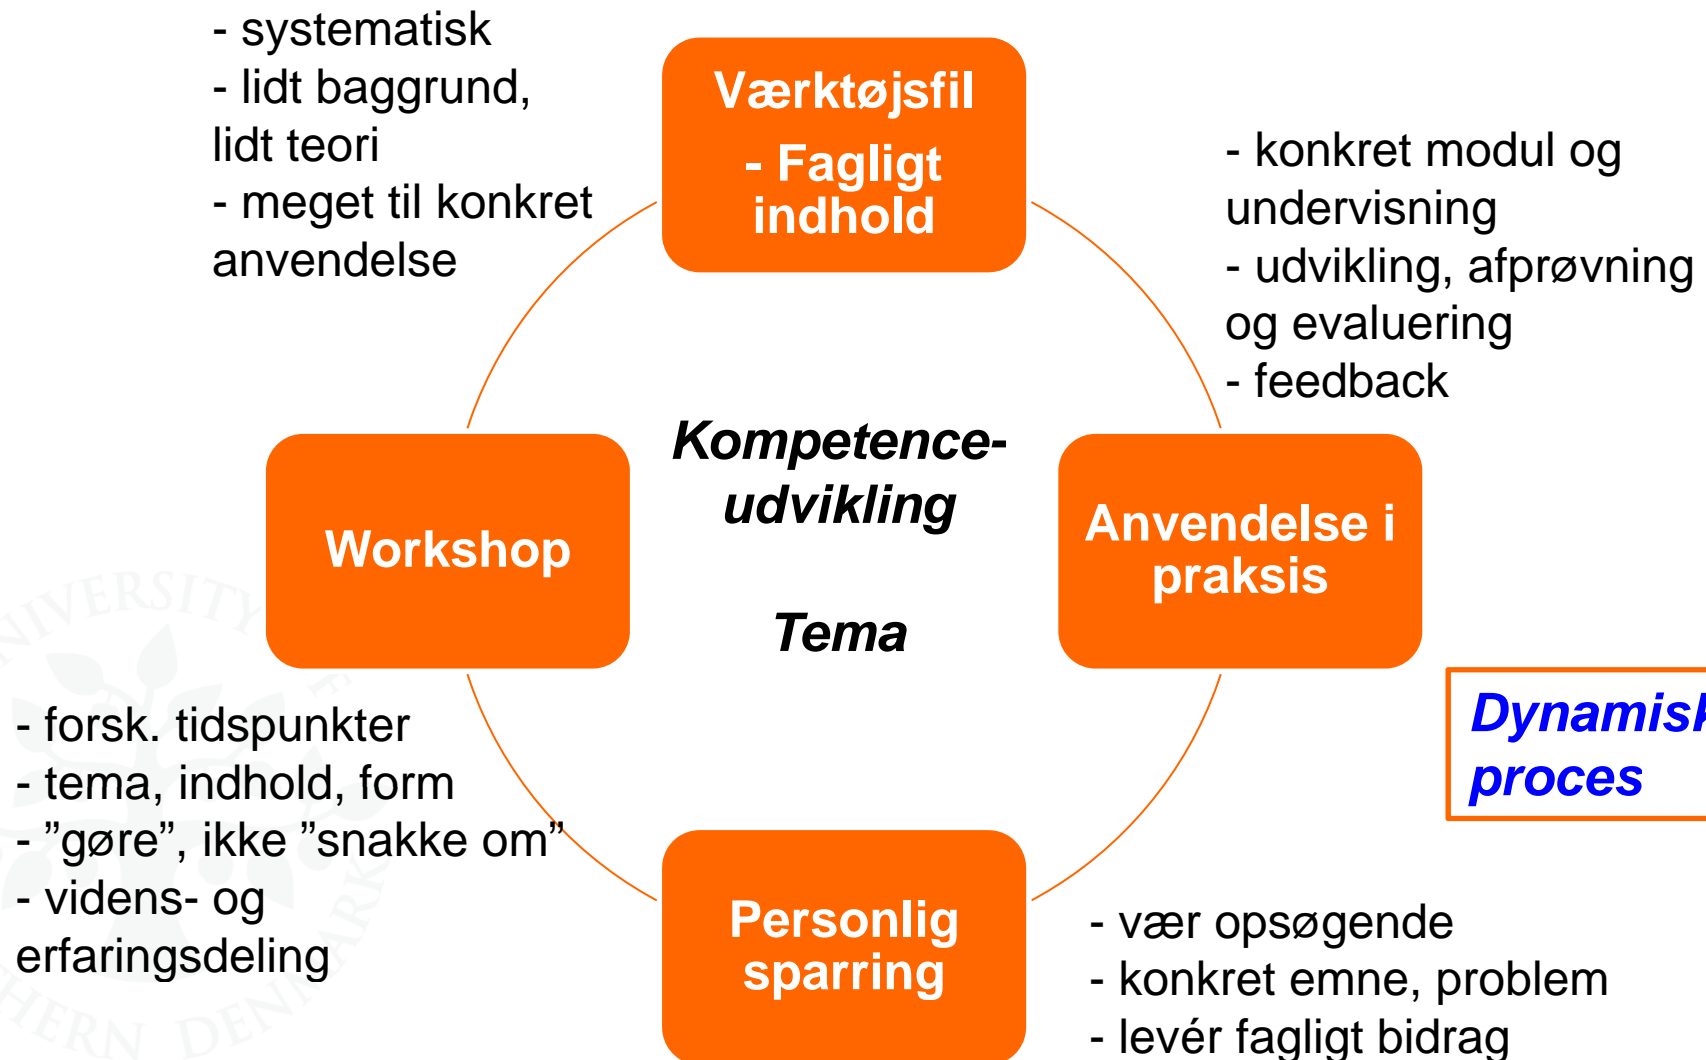 - systematisk
- lidt baggrund,
lidt teori
- meget til konkret
anvendelse
Værktøjsfil
- Fagligt
indhold
- konkret modul og
undervisning
- udvikling, afprøvning
og evaluering
- feedback
Kompetence-
udvikling
Tema
Workshop
Anvendelse i
praksis
Dynamisk
proces
- forsk. tidspunkter
- tema, indhold, form
- ”gøre”, ikke ”snakke om”
- videns- og
erfaringsdeling
Personlig
sparring
- vær opsøgende
- konkret emne, problem
- levér fagligt bidrag